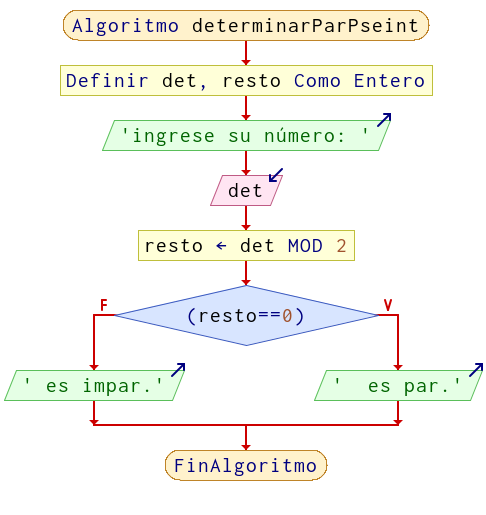 Algoritmo determinarParPseint
Definir det, resto Como Entero
'ingrese su número: '
det
resto ← det MOD 2
F
V
(resto==0)
' es impar.'
'  es par.'
FinAlgoritmo